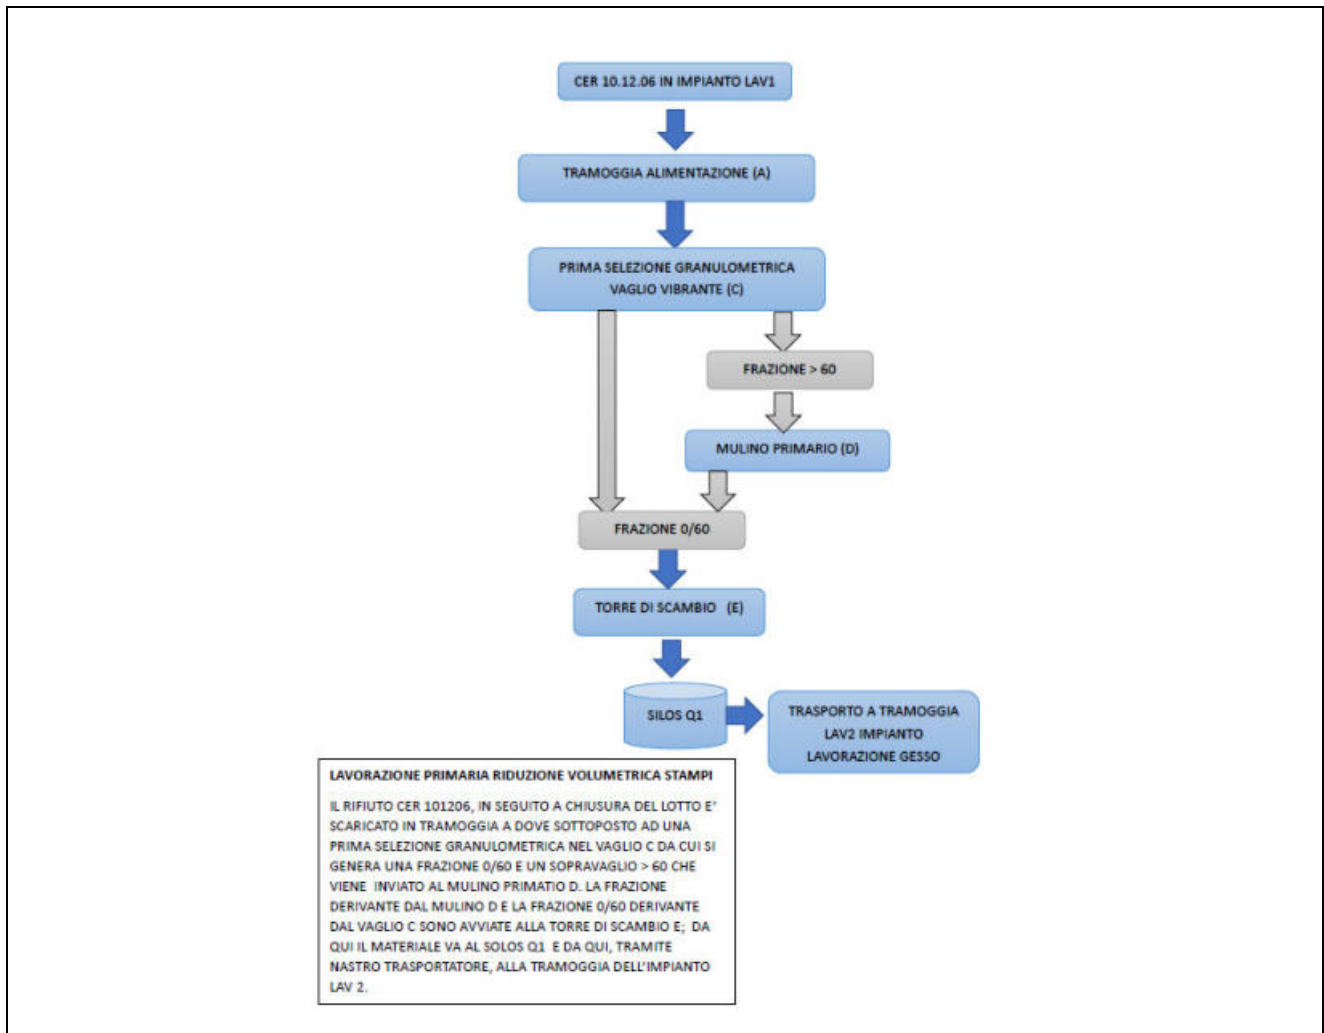 CER 10.12.06 IN IMPIANTO LAV1
TRAMOGGIA ALIMENTAZIONE (A)
PRIMA SELEZIONE GRANULOMETRICA
VAGLIO VIBRANTE (C)
FRAZIONE > 60
MULINO PRIMARIO (D)
FRAZIONE 0/60
TORRE DI SCAMBIO (E)
SILOS Q1
TRASPORTO A TRAMOGGIA
LAV2 IMPIANTO
LAVORAZIONE GESSO
LAVORAZIONE PRIMARIA RIDUZIONE VOLUMETRICA STAMPI
IL RIFIUTO CER 101206, IN SEGUITO A CHIUSURA DEL LOTTO E'
SCARICATO IN TRAMOGGIA A DOVE SOTTOPOSTO AD UNA
PRIMA SELEZIONE GRANULOMETRICA NEL VAGLIO C DA CUI SI
GENERA UNA FRAZIONE 0/60 E UN SOPRAVAGLIO > 60 CHE
VIENE INVIATO AL MULINO PRIMATIO D. LA FRAZIONE
DERIVANTE DAL MULINO D E LA FRAZIONE 0/60 DERIVANTE
DAL VAGLIO C SONO AVVIATE ALLA TORRE DI SCAMBIO E; DA
QUI IL MATERIALE VA AL SOLOS Q1 E DA QUI, TRAMITE
NASTRO TRASPORTATORE, ALLA TRAMOGGIA DELL'IMPIANTO
LAV 2.